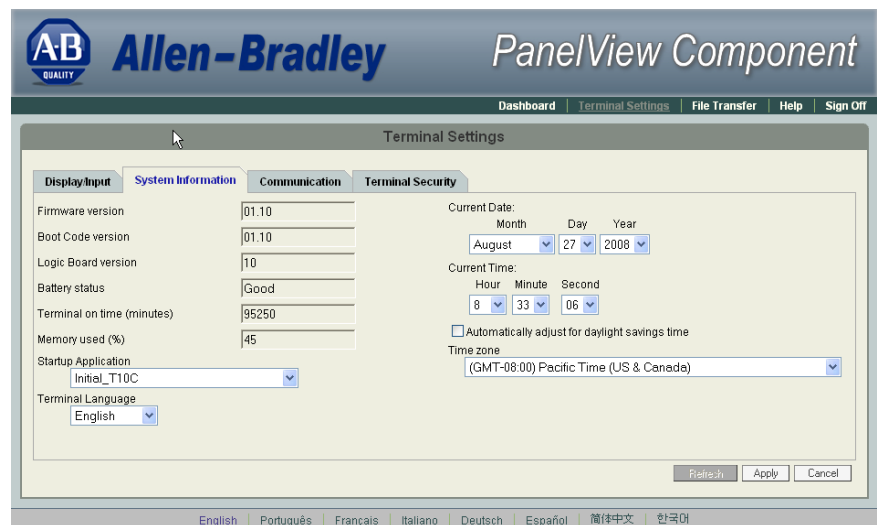 A·B QUALITY Allen-Bradley PanelView Component
Dashboard | Terminal Settings | File Transfer | Help | Sign Off
Terminal Settings
Display/Input System Information Communication Terminal Security
Firmware version 01.10
Boot Code version 01.10
Logic Board version 10
Battery status Good
Terminal on time (minutes) 95250
Memory used (%) 45
Startup Application
Initial_T10C
Terminal Language
English
Current Date:
Month Day Year
August 27 2008
Current Time:
Hour Minute Second
8 33 06
Automatically adjust for daylight savings time
Time zone
(GMT-08:00) Pacific Time (US & Canada)
Refresh Apply Cancel
English | Português | Français | Italiano | Deutsch | Español | 简体中文 | 한국어